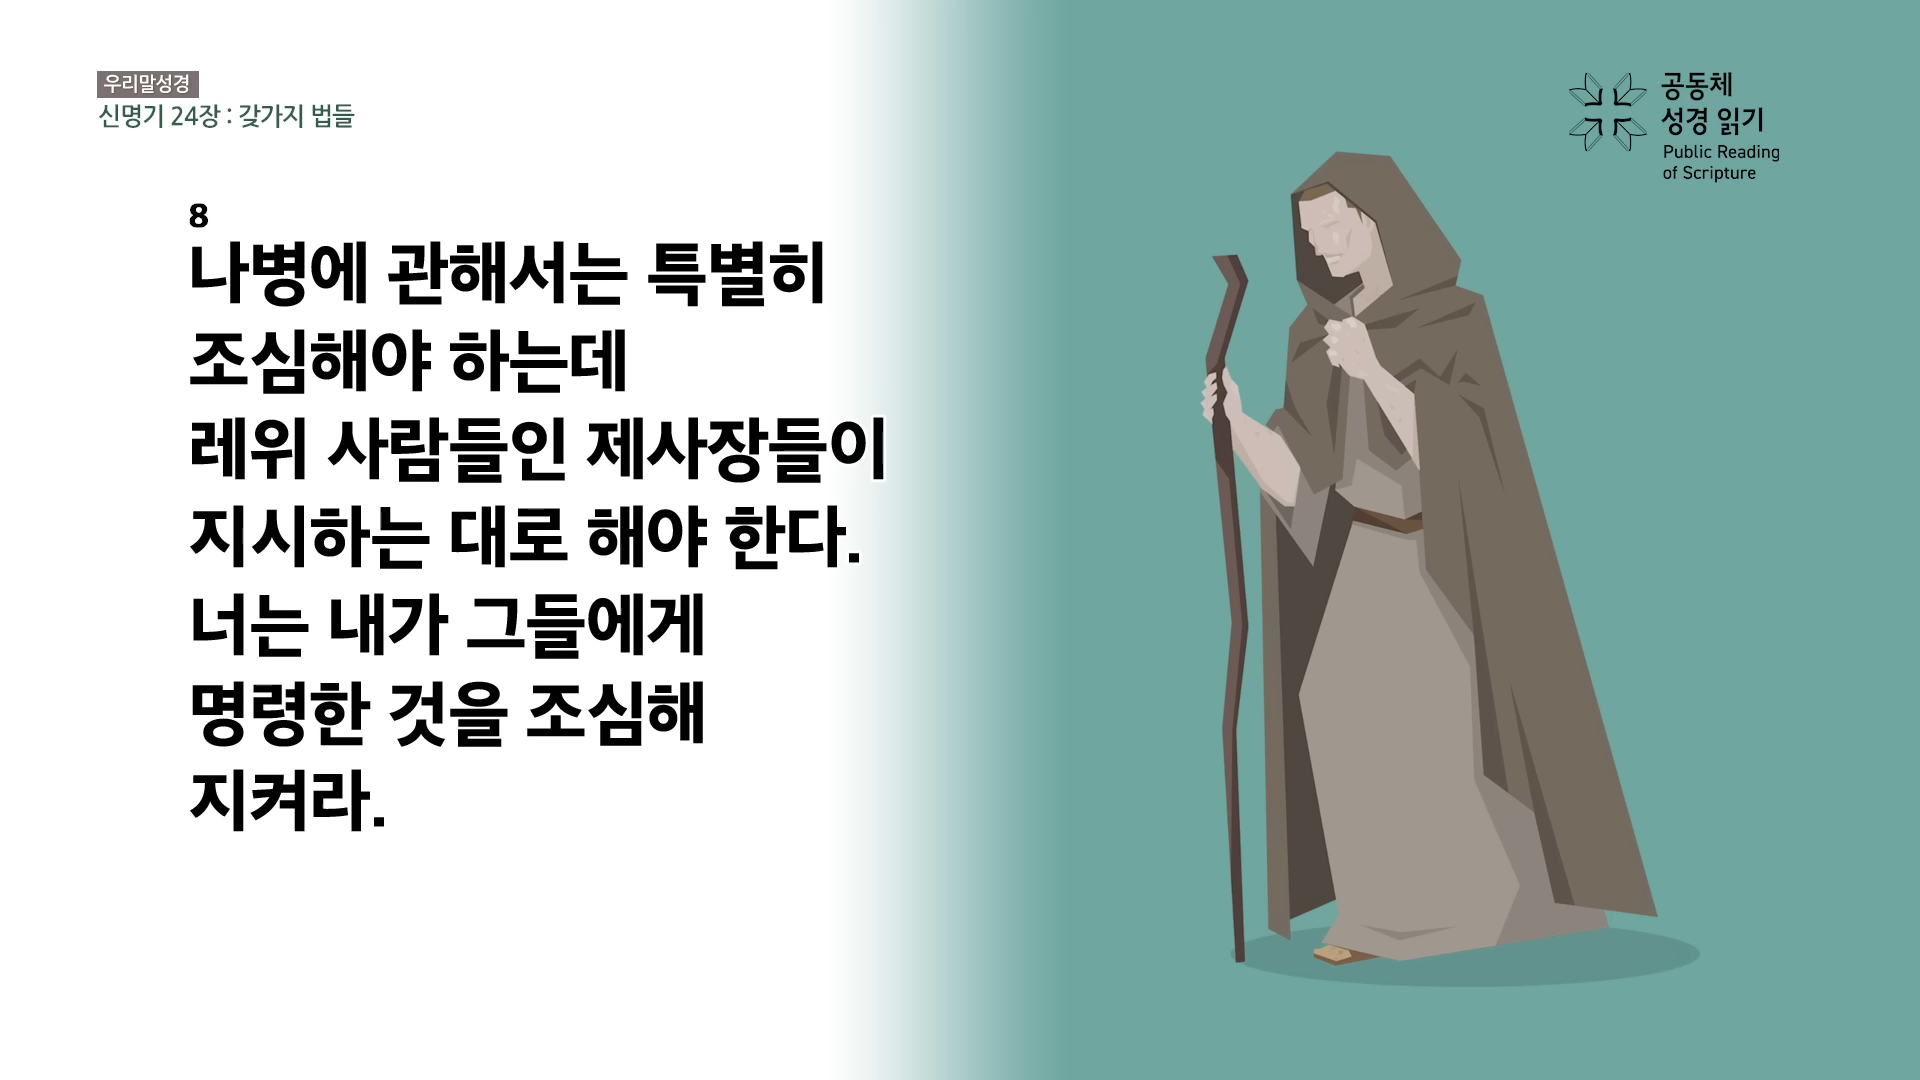 우리말성경
신명기 24장 : 갖가지 법들
공동체
성경 읽기
Public Reading
of Scripture
8
나병에 관해서는 특별히
조심해야 하는데
레위 사람들인 제사장들이
지시하는 대로 해야 한다.
너는 내가 그들에게
명령한 것을 조심해
지켜라.